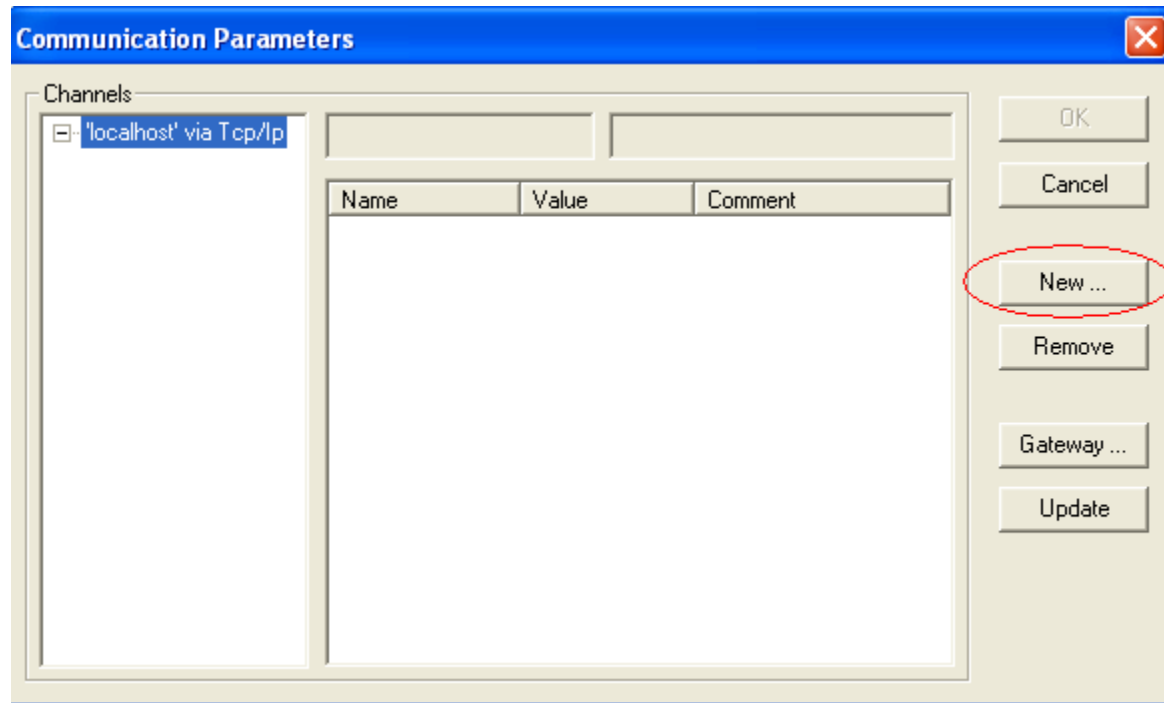 Communication Parameters
Channels
'localhost' via Tcp/Ip
Name Value Comment
OK
Cancel
New ...
Remove
Gateway ...
Update